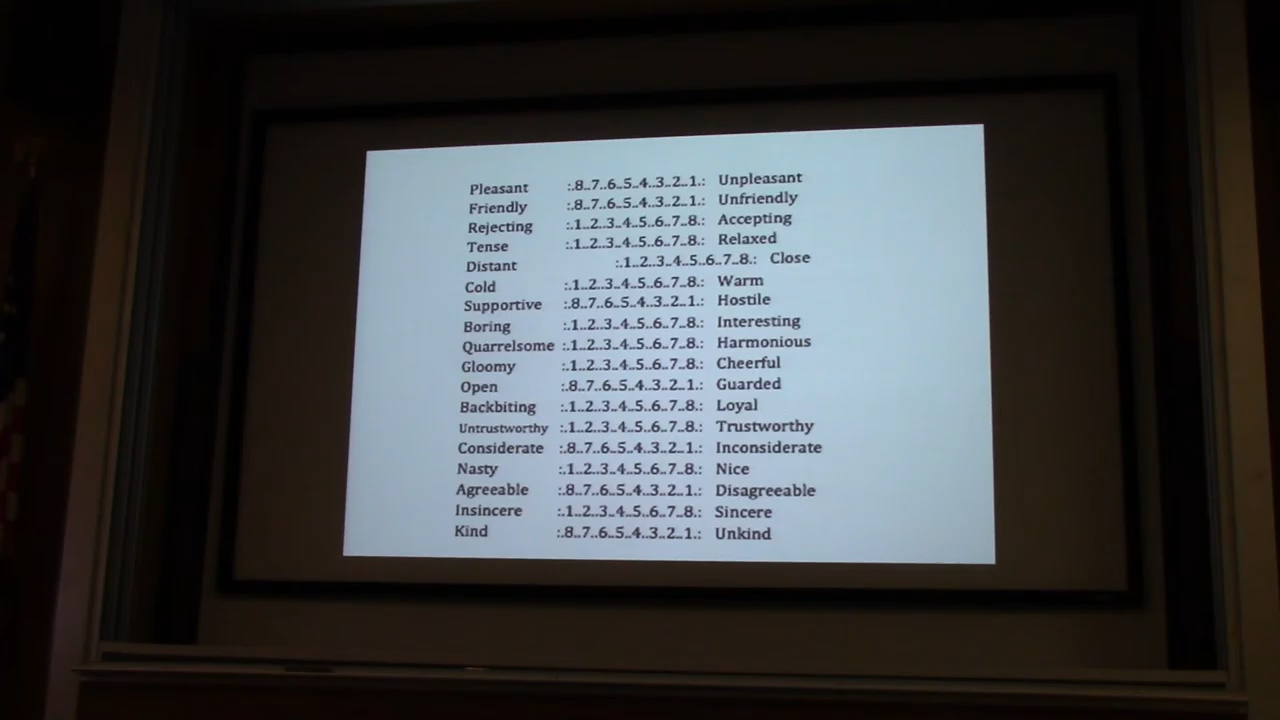 Pleasant :.8..7..6..5..4..3..2..1.: Unpleasant
Friendly :.8..7..6..5..4..3..2..1.: Unfriendly
Rejecting :.1..2..3..4..5..6..7..8.: Accepting
Tense :.1..2..3..4..5..6..7..8.: Relaxed
Distant :.1..2..3..4..5..6..7..8.: Close
Cold :.1..2..3..4..5..6..7..8.: Warm
Supportive :.8..7..6..5..4..3..2..1.: Hostile
Boring :.1..2..3..4..5..6..7..8.: Interesting
Quarrelsome :.1..2..3..4..5..6..7..8.: Harmonious
Gloomy :.1..2..3..4..5..6..7..8.: Cheerful
Open :.8..7..6..5..4..3..2..1.: Guarded
Backbiting :.1..2..3..4..5..6..7..8.: Loyal
Untrustworthy :.1..2..3..4..5..6..7..8.: Trustworthy
Considerate :.8..7..6..5..4..3..2..1.: Inconsiderate
Nasty :.1..2..3..4..5..6..7..8.: Nice
Agreeable :.8..7..6..5..4..3..2..1.: Disagreeable
Insincere :.1..2..3..4..5..6..7..8.: Sincere
Kind :.8..7..6..5..4..3..2..1.: Unkind